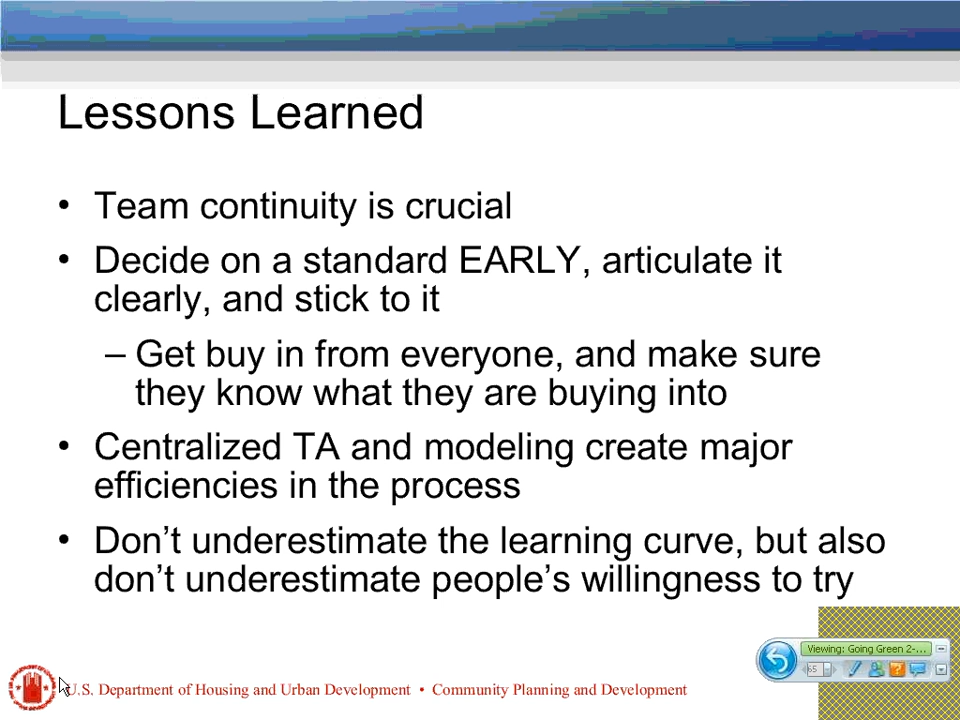 Lessons Learned
• Team continuity is crucial
• Decide on a standard EARLY, articulate it
clearly, and stick to it
– Get buy in from everyone, and make sure
they know what they are buying into
• Centralized TA and modeling create major
efficiencies in the process
• Don’t underestimate the learning curve, but also
don’t underestimate people’s willingness to try
Viewing: Going Green 2-...
65
U.S. Department of Housing and Urban Development • Community Planning and Development